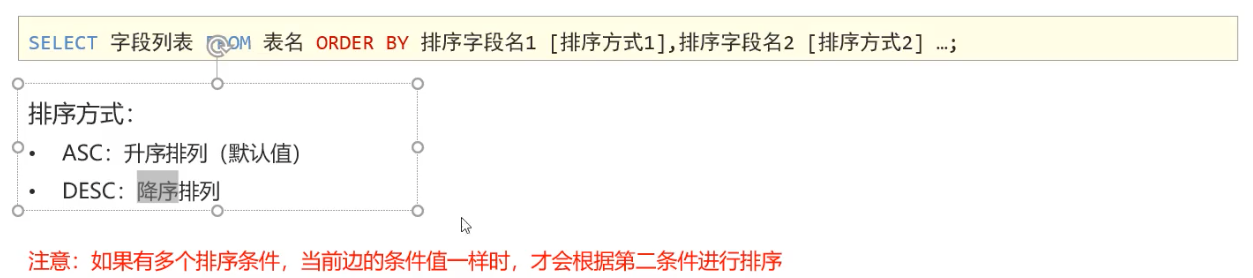 SELECT 字段列表 FROM 表名 ORDER BY 排序字段名1 [排序方式1],排序字段名2 [排序方式2] …;
排序方式：
• ASC：升序排列（默认值）
• DESC：降序排列
注意：如果有多个排序条件，当前边的条件值一样时，才会根据第二条件进行排序